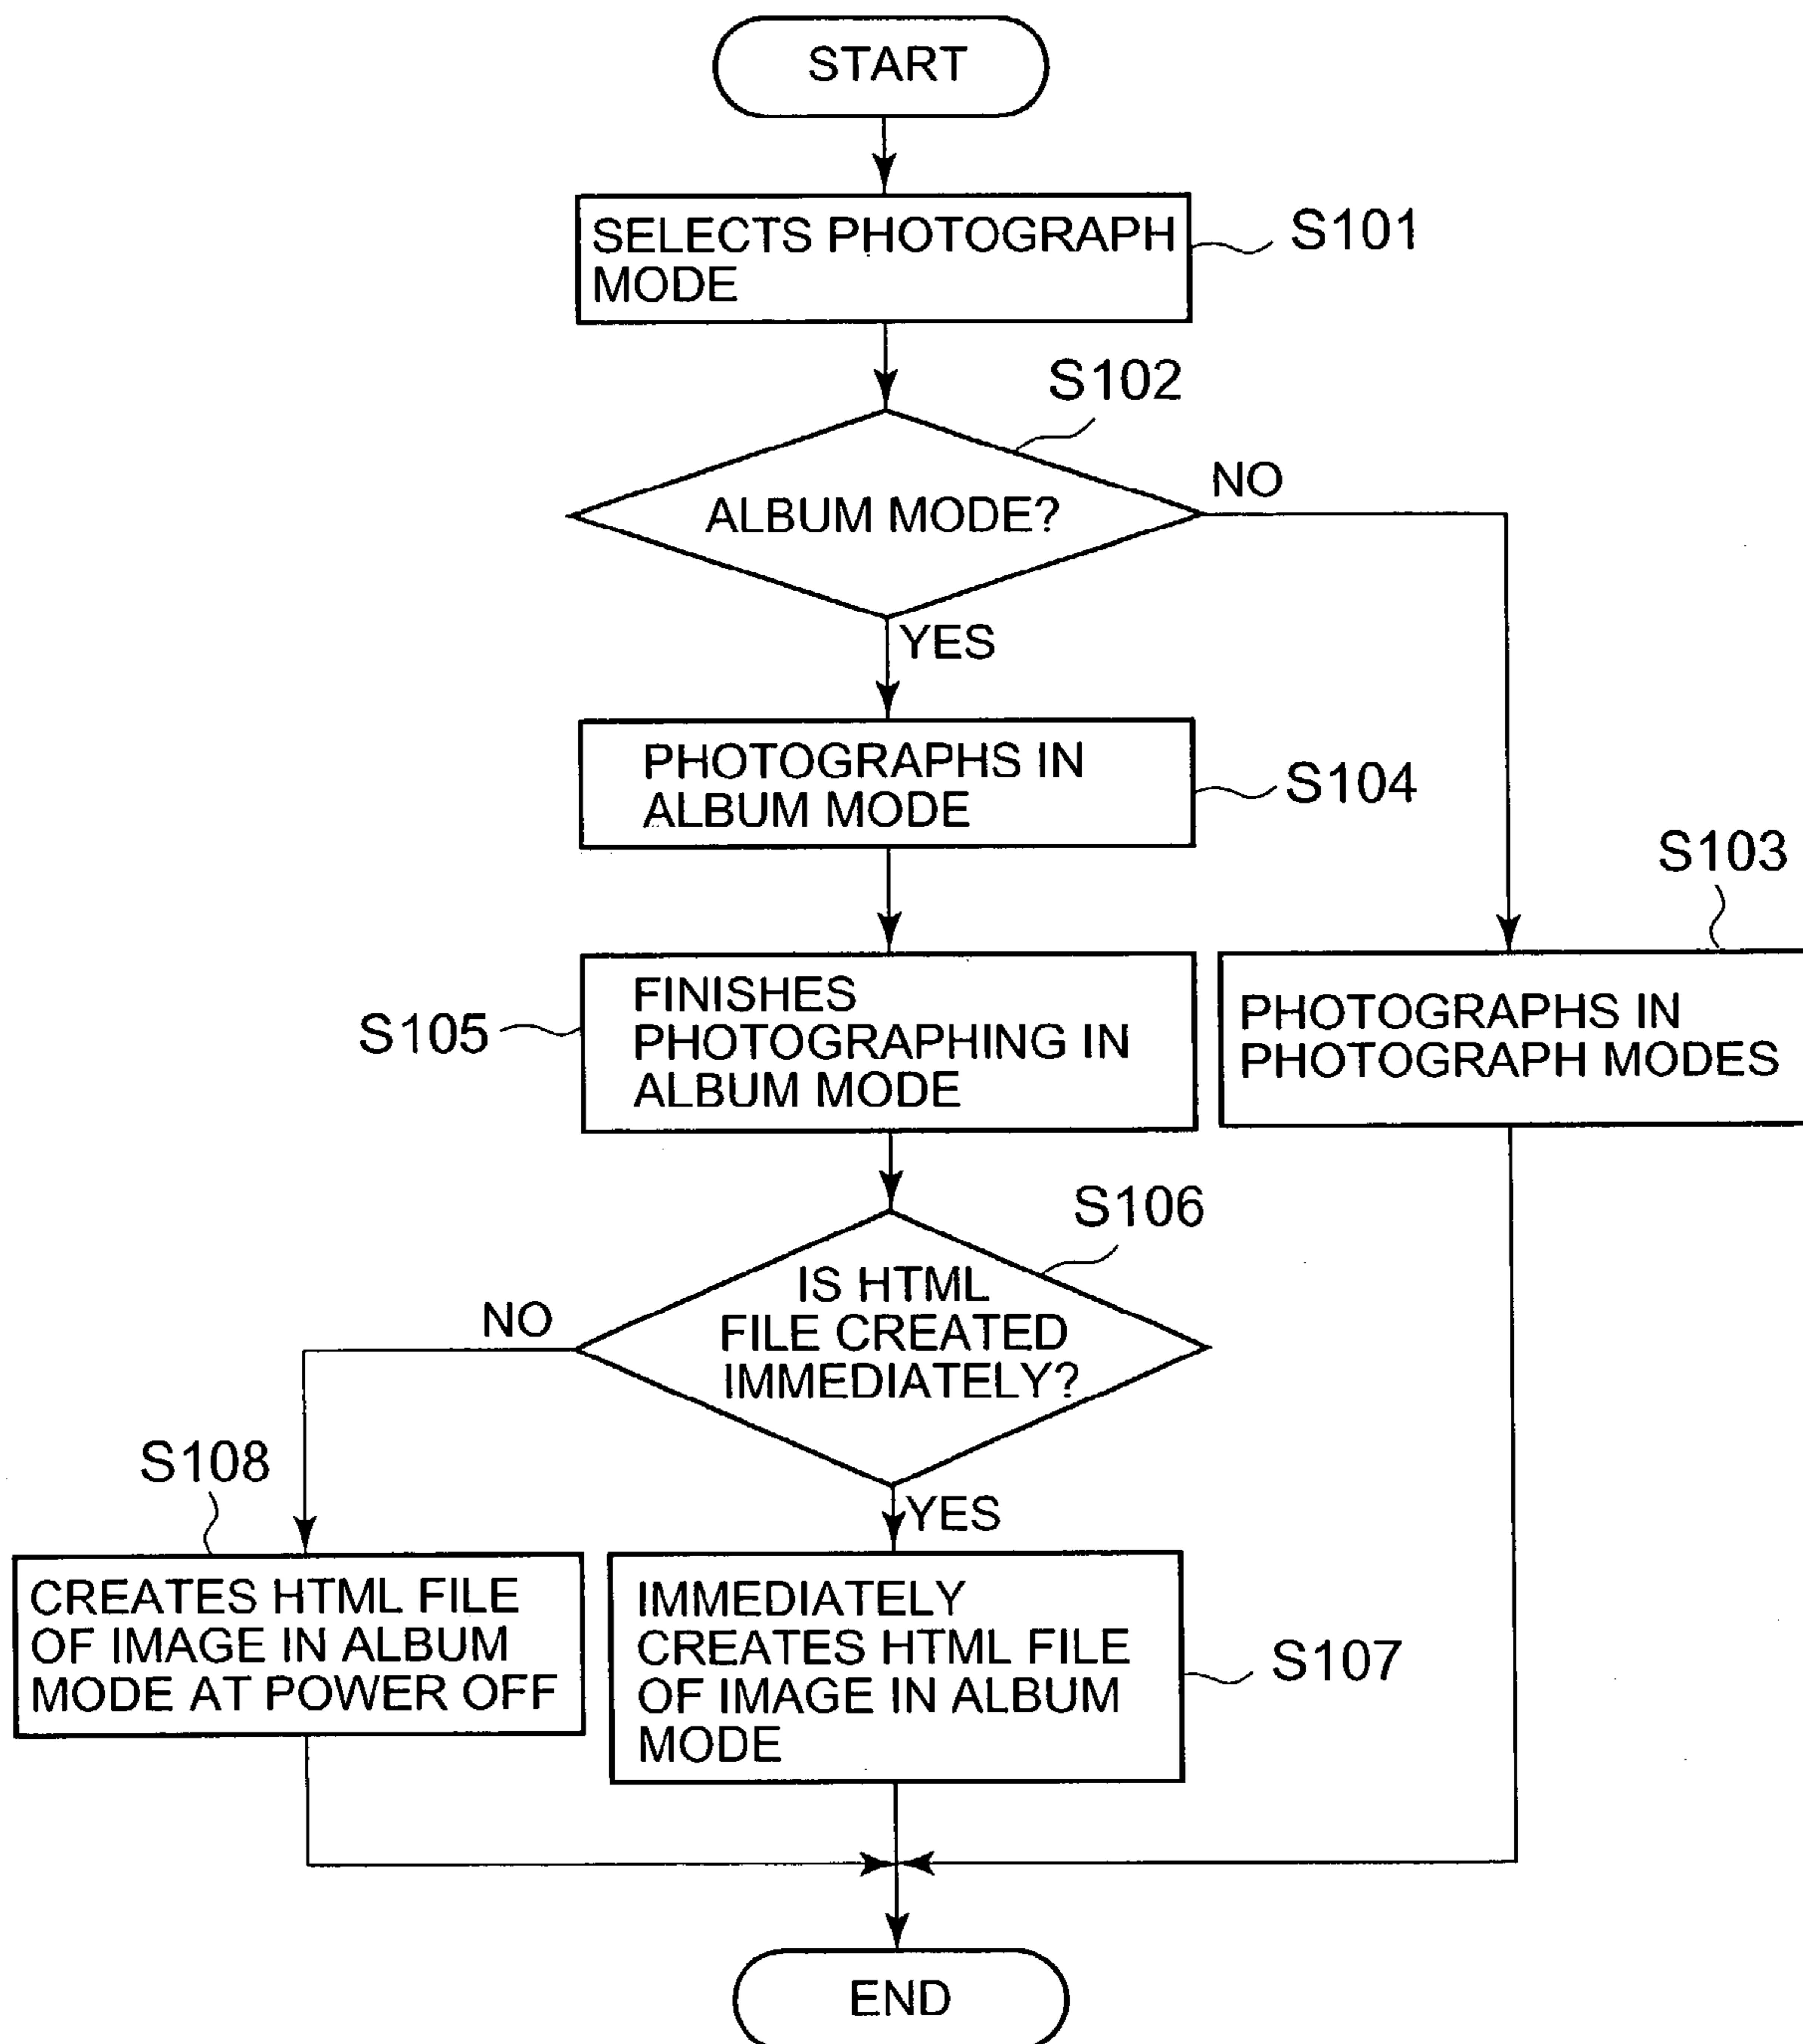 START
SELECTS PHOTOGRAPH
MODE
S101
S102
ALBUM MODE?
NO
YES
PHOTOGRAPHS IN
ALBUM MODE
S104
S103
FINISHES
PHOTOGRAPHING IN
ALBUM MODE
S105
PHOTOGRAPHS IN
PHOTOGRAPH MODES
S106
IS HTML
FILE CREATED
IMMEDIATELY?
NO
YES
S108
CREATES HTML FILE
OF IMAGE IN ALBUM
MODE AT POWER OFF
IMMEDIATELY
CREATES HTML FILE
OF IMAGE IN ALBUM
MODE
S107
END